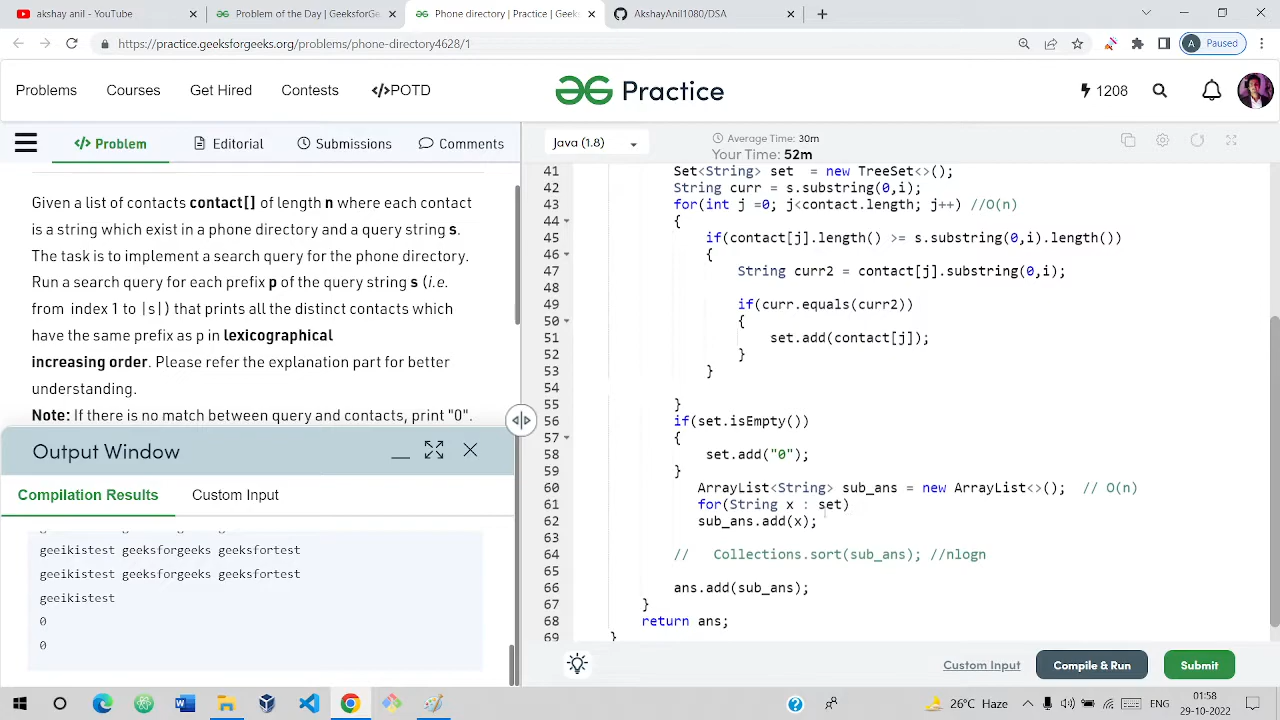 akshay anil - YouTube
Problem of the Day | GeeksforGeeks
Phone directory | Practice | Geeks
AkshayAnil1080/DSA
https://practice.geeksforgeeks.org/problems/phone-directory4628/1
A Paused
Problems Courses Get Hired Contests </>POTD
Practice
1208
</> Problem Editorial Submissions Comments
Java (1.8)
Average Time: 30m
Your Time: 52m
Given a list of contacts contact[] of length n where each contact
is a string which exist in a phone directory and a query string s.
The task is to implement a search query for the phone directory.
Run a search query for each prefix p of the query string s (i.e.
from index 1 to |s|) that prints all the distinct contacts which
have the same prefix as p in lexicographical
increasing order. Please refer the explanation part for better
understanding.
Note: If there is no match between query and contacts, print "0".
Output Window
Compilation Results Custom Input
geeikistest geeksforgeeks geeksfortest
geeikistest geeksforgeeks geeksfortest
geeikistest
0
0
41 Set<String> set = new TreeSet<>();
42 String curr = s.substring(0,i);
43 for(int j =0; j<contact.length; j++) //O(n)
44 {
45 if(contact[j].length() >= s.substring(0,i).length())
46 {
47 String curr2 = contact[j].substring(0,i);
48
49 if(curr.equals(curr2))
50 {
51 set.add(contact[j]);
52 }
53 }
54
55 }
56 if(set.isEmpty())
57 {
58 set.add("0");
59 }
60 ArrayList<String> sub_ans = new ArrayList<>(); // O(n)
61 for(String x : set)
62 sub_ans.add(x);
63
64 // Collections.sort(sub_ans); //nlogn
65
66 ans.add(sub_ans);
67 }
68 return ans;
69 }
Custom Input Compile & Run Submit
26°C Haze
ENG
01:58
29-10-2022